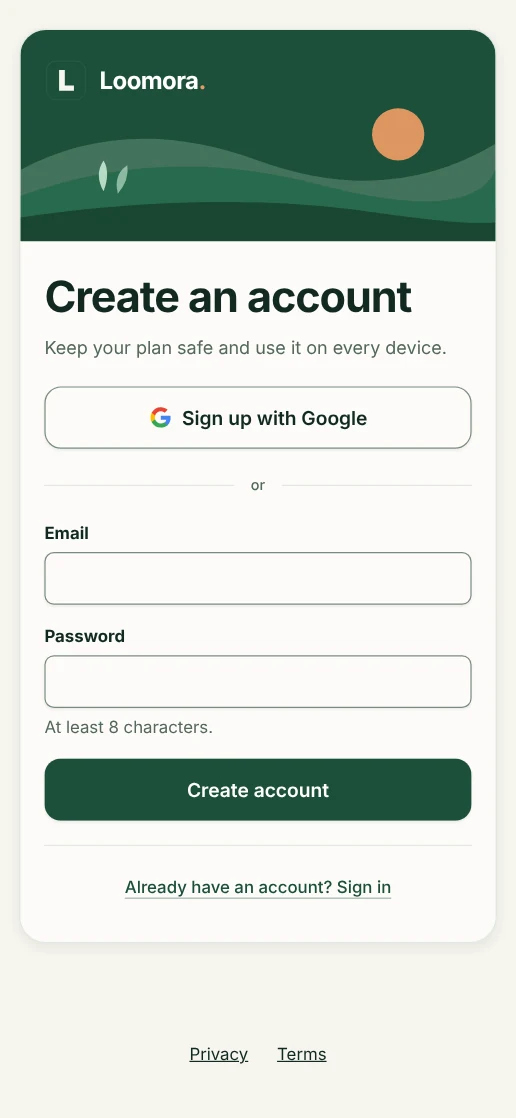 L Loomora.
Create an account
Keep your plan safe and use it on every device.
Sign up with Google
or
Email
Password
At least 8 characters.
Create account
Already have an account? Sign in
Privacy Terms